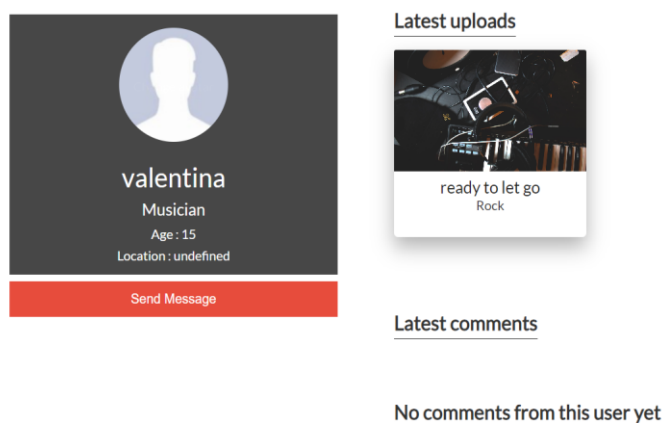 valentina
Musician
Age : 15
Location : undefined
Send Message
Latest uploads
ready to let go
Rock
Latest comments
No comments from this user yet